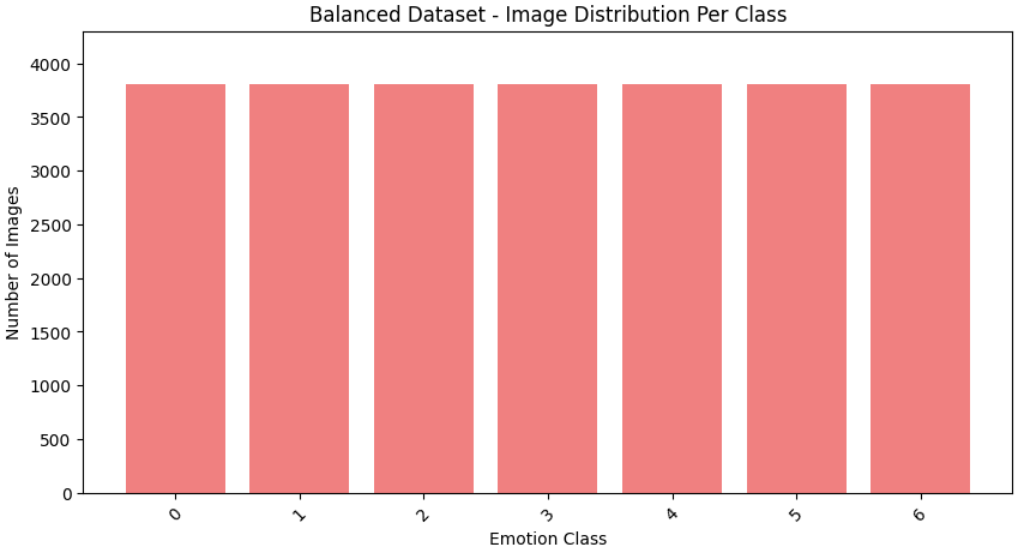 Balanced Dataset - Image Distribution Per Class
Number of Images
4000
3500
3000
2500
2000
1500
1000
500
0
0 1 2 3 4 5 6
Emotion Class